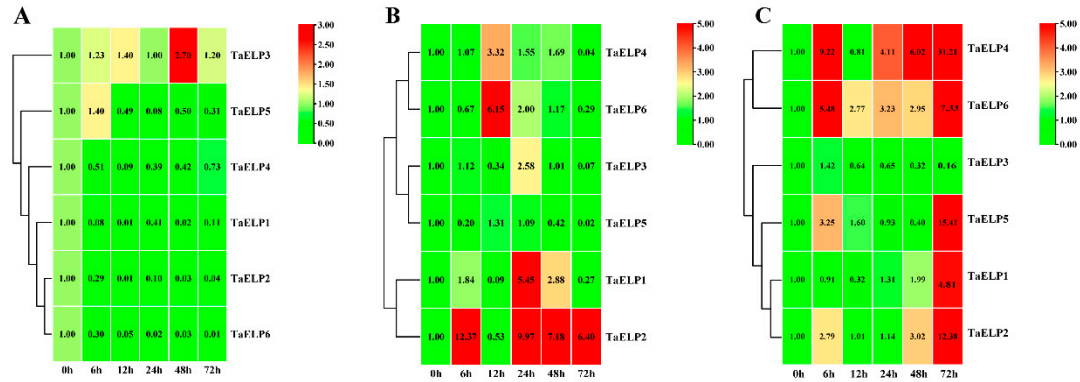 A
B
C
3.00
2.50
2.00
1.50
1.00
0.50
0.00
1.00 1.23 1.40 1.00 2.70 1.20 TaELP3
1.00 1.40 0.49 0.08 0.50 0.31 TaELP5
1.00 0.51 0.09 0.39 0.42 0.73 TaELP4
1.00 0.08 0.01 0.41 0.02 0.11 TaELP1
1.00 0.29 0.01 0.10 0.03 0.04 TaELP2
1.00 0.30 0.05 0.02 0.03 0.01 TaELP6
0h 6h 12h 24h 48h 72h
5.00
4.00
3.00
2.00
1.00
0.00
1.00 1.07 3.32 1.55 1.69 0.04 TaELP4
1.00 0.67 6.15 2.00 1.17 0.29 TaELP6
1.00 1.12 0.34 2.58 1.01 0.07 TaELP3
1.00 0.20 1.31 1.09 0.42 0.02 TaELP5
1.00 1.84 0.09 5.45 2.88 0.27 TaELP1
1.00 12.37 0.53 9.97 7.18 6.40 TaELP2
0h 6h 12h 24h 48h 72h
5.00
4.00
3.00
2.00
1.00
0.00
1.00 9.22 0.81 4.11 6.02 31.21 TaELP4
1.00 5.48 2.77 3.23 2.95 7.33 TaELP6
1.00 1.42 0.64 0.65 0.32 0.16 TaELP3
1.00 3.25 1.60 0.93 0.40 TaELP5
1.00 0.91 0.32 1.31 1.99 4.81 TaELP1
1.00 2.79 1.01 1.14 3.02 12.38 TaELP2
0h 6h 12h 24h 48h 72h